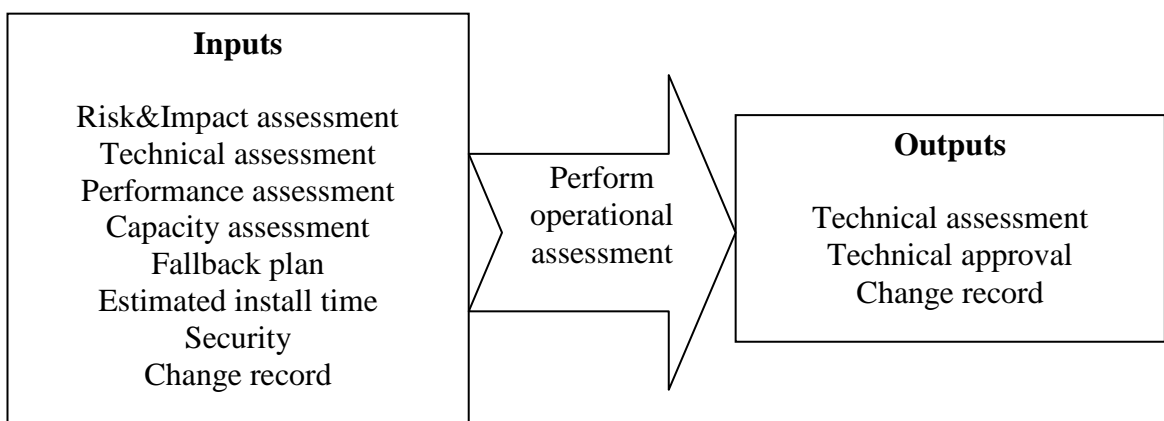 Inputs
Risk&Impact assessment
Technical assessment
Performance assessment
Capacity assessment
Fallback plan
Estimated install time
Security
Change record
Perform
operational
assessment
Outputs
Technical assessment
Technical approval
Change record